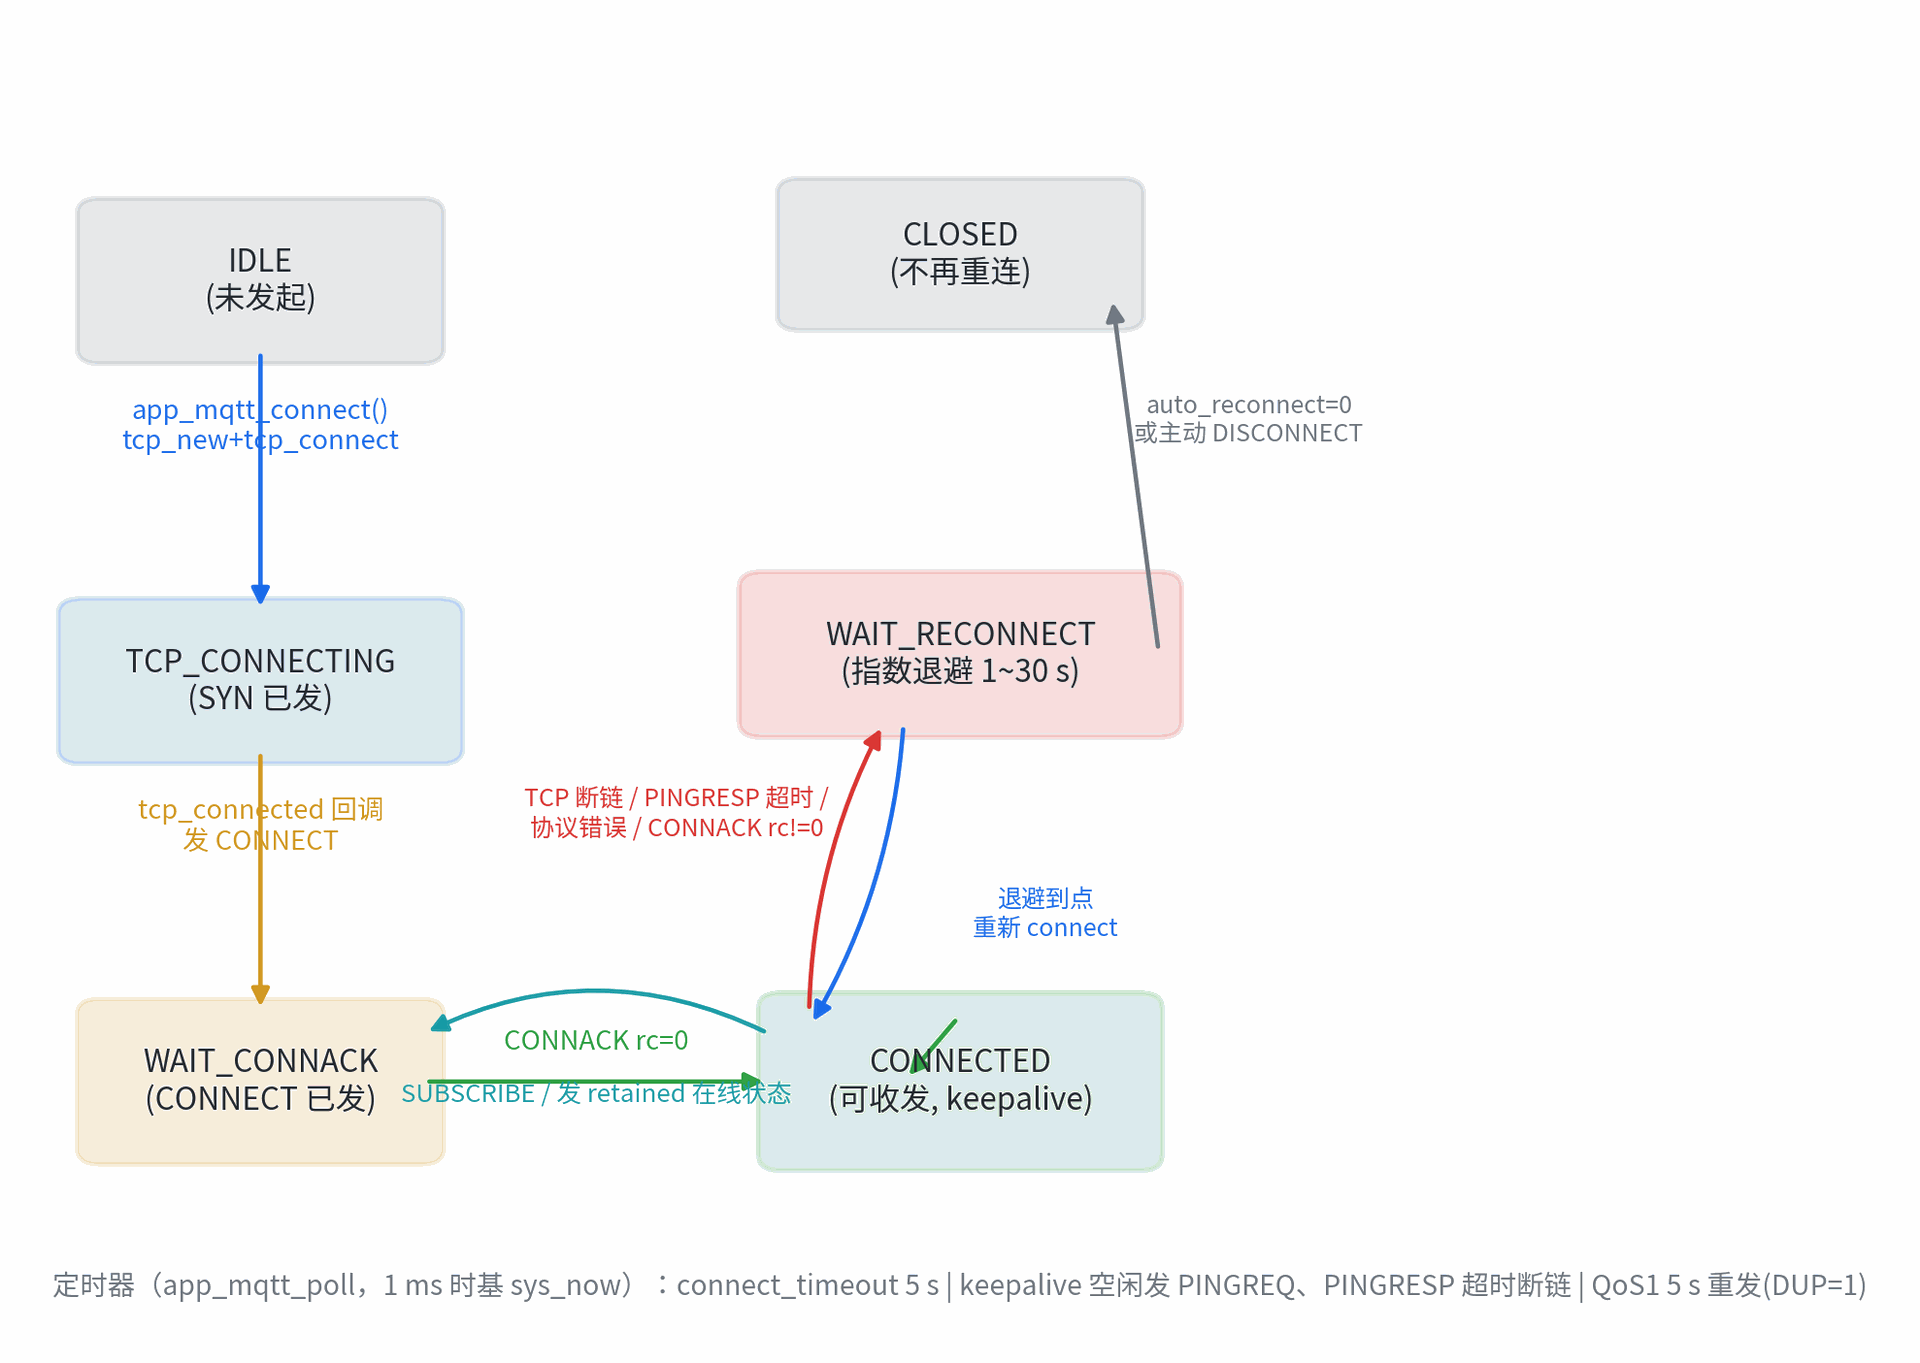 IDLE
(未发起)
CLOSED
(不再重连)
app_mqtt_connect()
tcp_new+tcp_connect
auto_reconnect=0
或主动 DISCONNECT
TCP_CONNECTING
(SYN 已发)
WAIT_RECONNECT
(指数退避 1~30 s)
tcp_connected 回调
发 CONNECT
TCP 断链 / PINGRESP 超时 /
协议错误 / CONNACK rc!=0
退避到点
重新 connect
WAIT_CONNACK
(CONNECT 已发)
CONNACK rc=0
SUBSCRIBE / 发 retained 在线状态
CONNECTED
(可收发, keepalive)
定时器（app_mqtt_poll，1 ms 时基 sys_now）：connect_timeout 5 s | keepalive 空闲发 PINGREQ、PINGRESP 超时断链 | QoS1 5 s 重发(DUP=1)